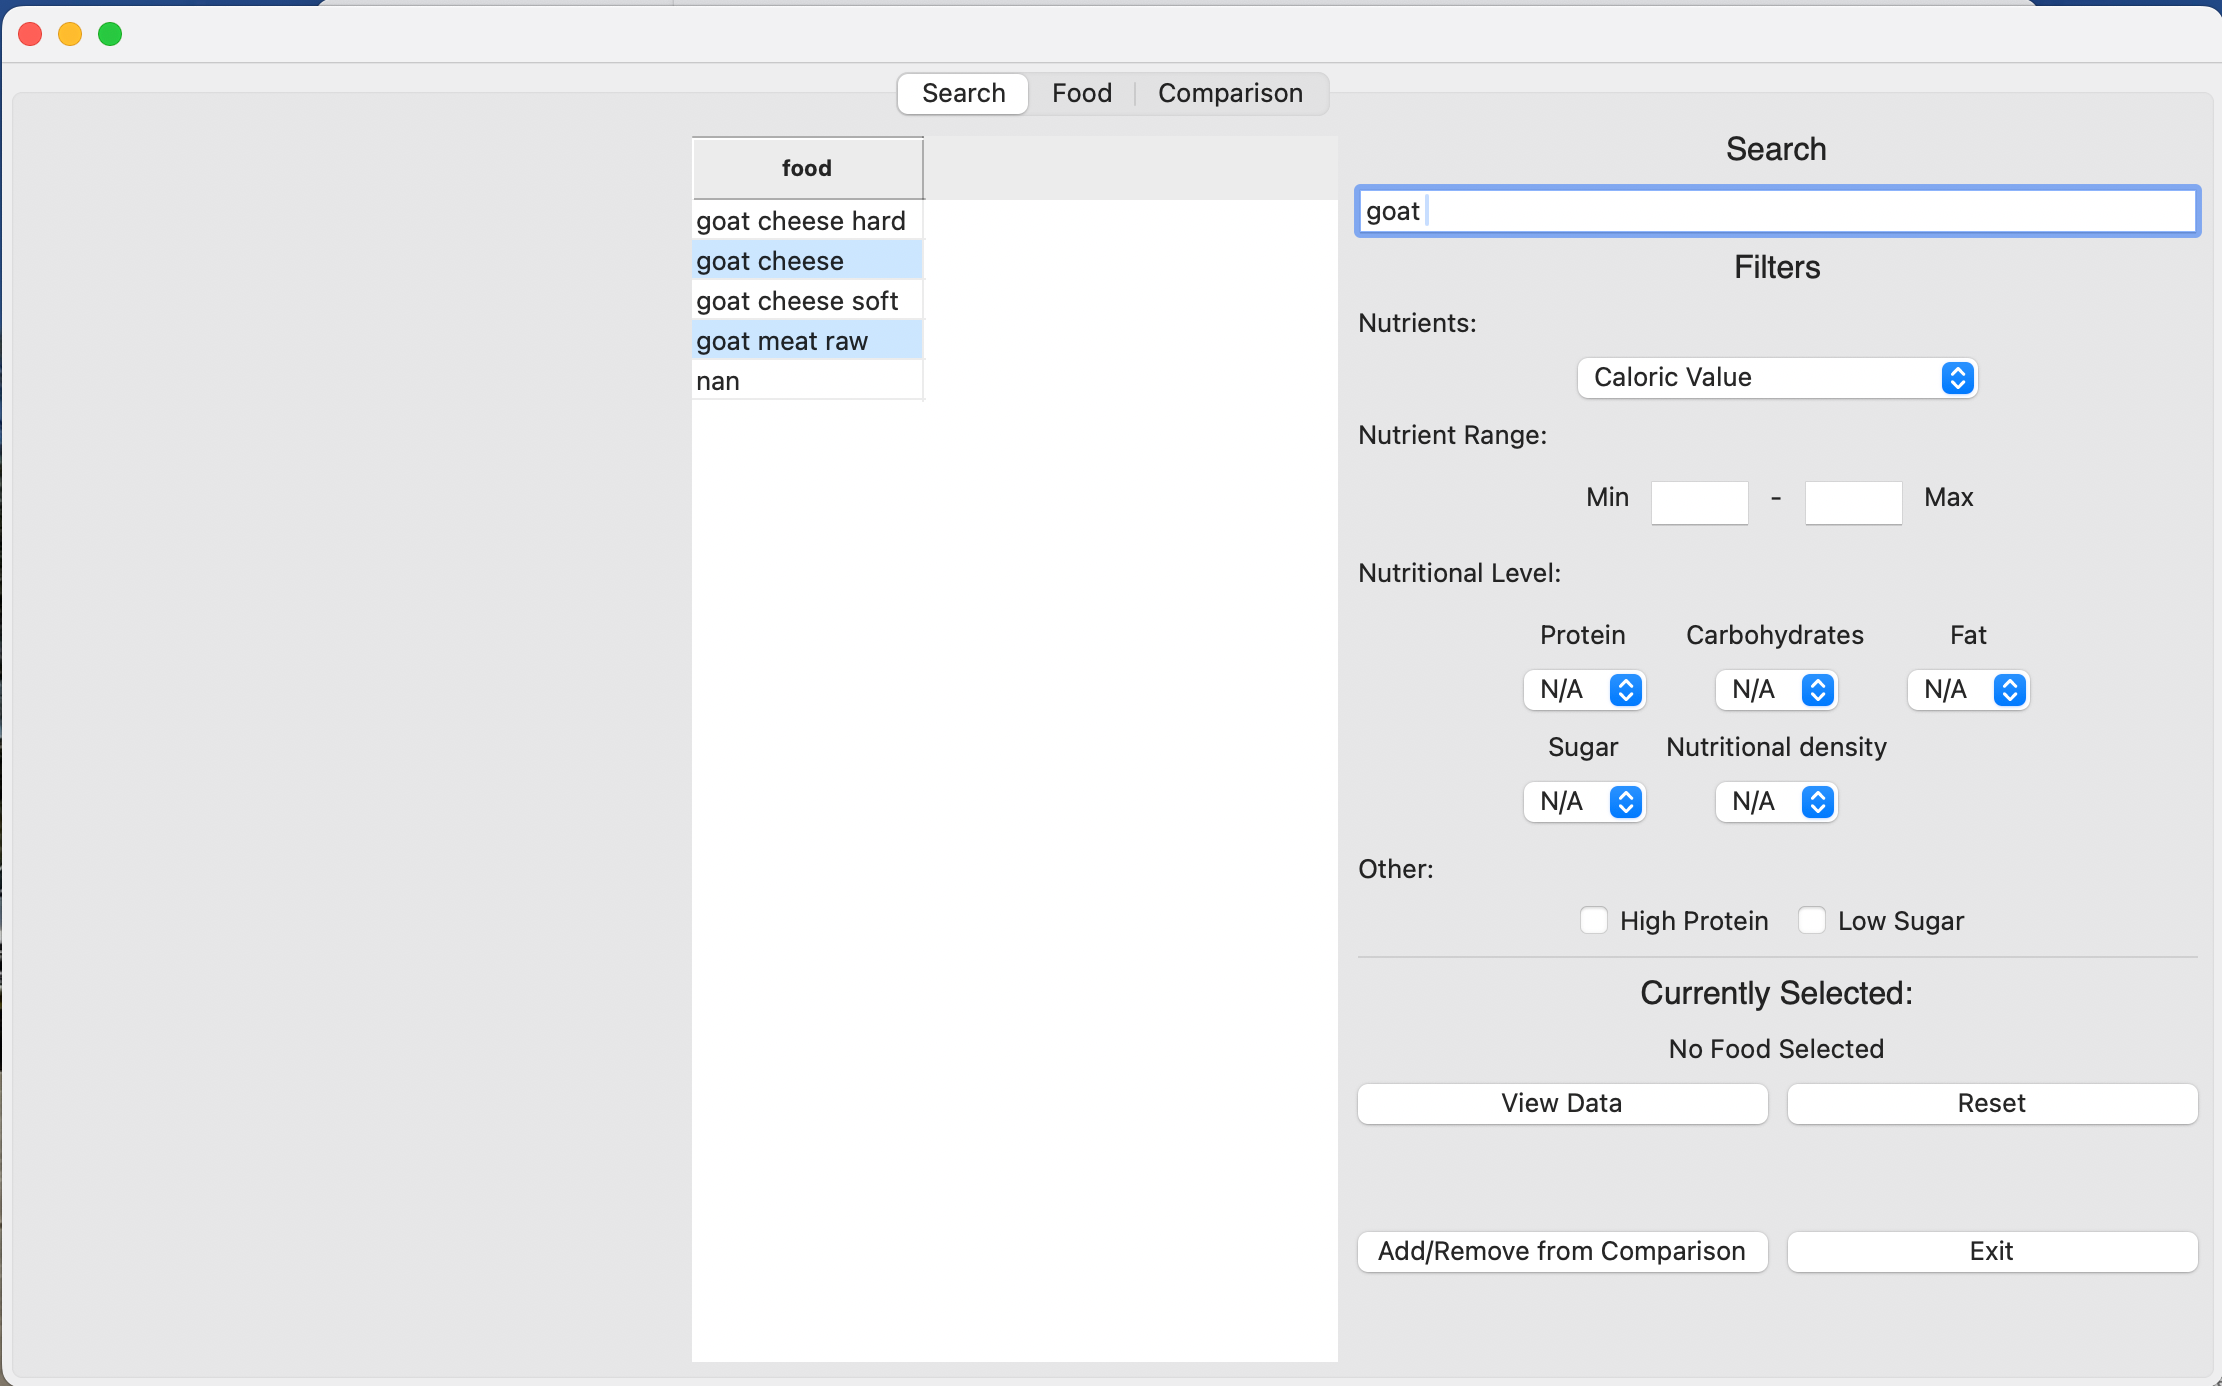 Search Food Comparison
food
goat cheese hard
goat cheese
goat cheese soft
goat meat raw
nan
Search
goat
Filters
Nutrients:
Caloric Value
Nutrient Range:
Min - Max
Nutritional Level:
Protein Carbohydrates Fat
N/A N/A N/A
Sugar Nutritional density
N/A N/A
Other:
High Protein Low Sugar
Currently Selected:
No Food Selected
View Data Reset
Add/Remove from Comparison Exit